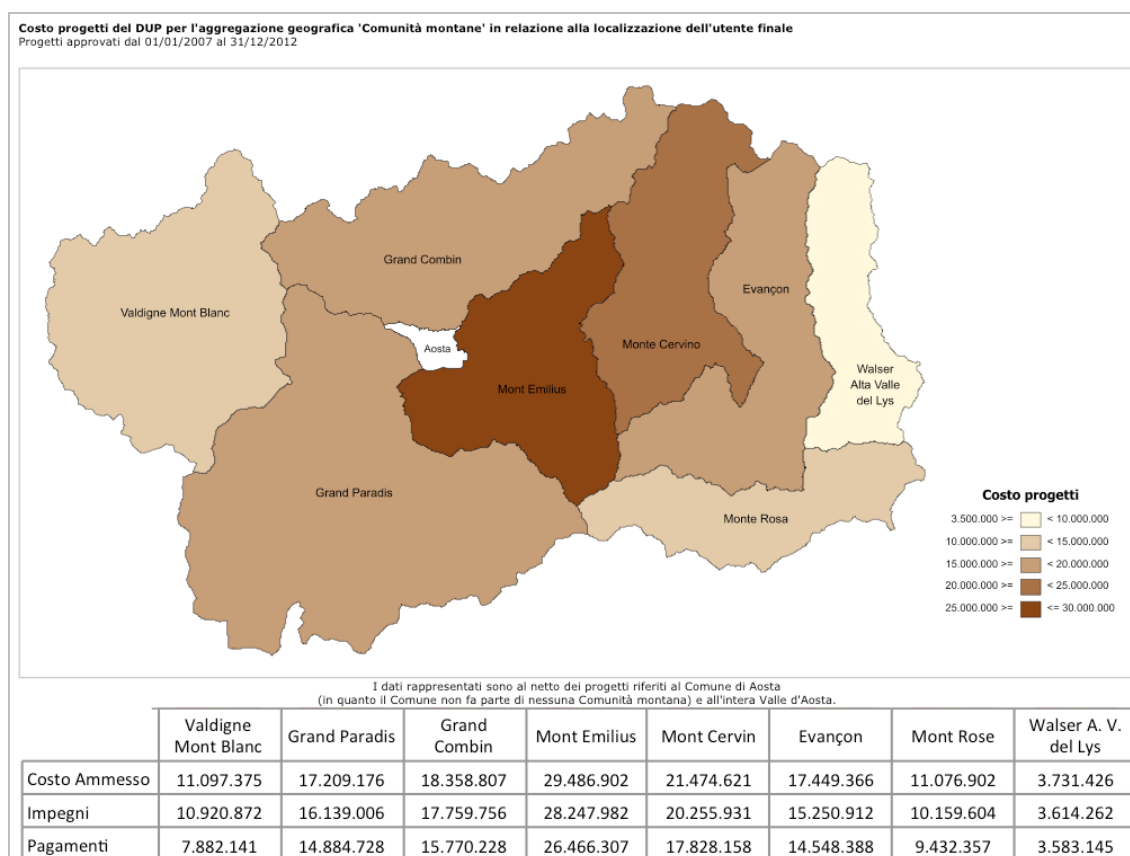 Costo progetti del DUP per l'aggregazione geografica 'Comunità montane' in relazione alla localizzazione dell'utente finale
Progetti approvati dal 01/01/2007 al 31/12/2012
Grand Combin
Valdigne Mont Blanc
Evançon
Aosta
Monte Cervino
Walser
Alta Valle
del Lys
Mont Emilius
Grand Paradis
Monte Rosa
Costo progetti
3.500.000 >= < 10.000.000
10.000.000 >= < 15.000.000
15.000.000 >= < 20.000.000
20.000.000 >= < 25.000.000
25.000.000 >= <= 30.000.000
I dati rappresentati sono al netto dei progetti riferiti al Comune di Aosta
(in quanto il Comune non fa parte di nessuna Comunità montana) e all'intera Valle d'Aosta.
Valdigne Mont Blanc Grand Paradis Grand Combin Mont Emilius Mont Cervin Evançon Mont Rose Walser A. V. del Lys
Costo Ammesso 11.097.375 17.209.176 18.358.807 29.486.902 21.474.621 17.449.366 11.076.902 3.731.426
Impegni 10.920.872 16.139.006 17.759.756 28.247.982 20.255.931 15.250.912 10.159.604 3.614.262
Pagamenti 7.882.141 14.884.728 15.770.228 26.466.307 17.828.158 14.548.388 9.432.357 3.583.145